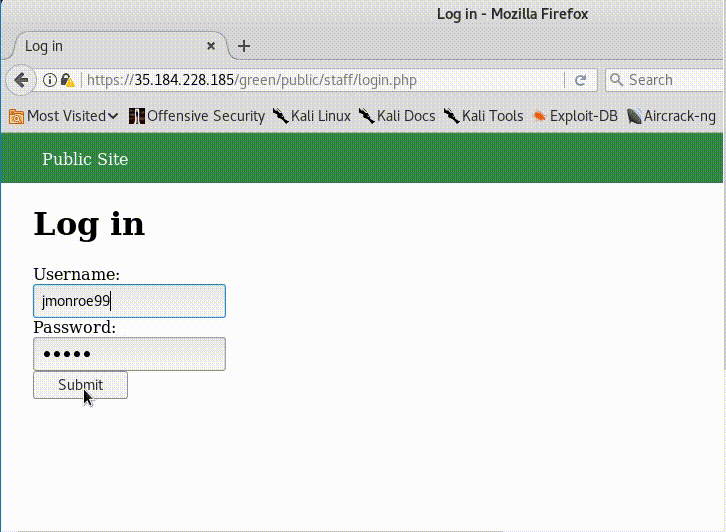 Log in - Mozilla Firefox
Log in
https://35.184.228.185/green/public/staff/login.php
Search
Most Visited Offensive Security Kali Linux Kali Docs Kali Tools Exploit-DB Aircrack-ng
Public Site
Log in
Username:
jmonroe99
Password:
•••••
Submit